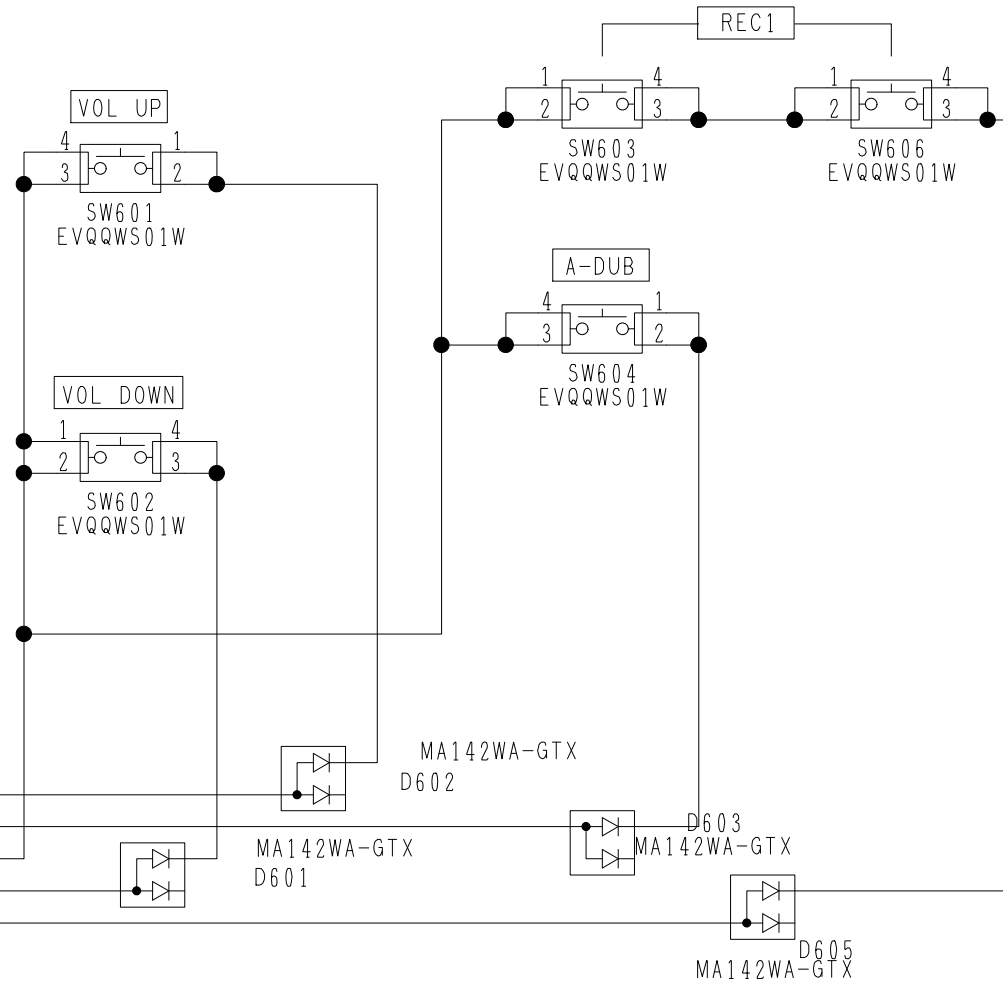 REC1
1
4
2
3
SW603
EVQQWS01W
1
4
2
3
SW606
EVQQWS01W
VOL UP
4
1
3
2
SW601
EVQQWS01W
A-DUB
4
1
3
2
SW604
EVQQWS01W
VOL DOWN
1
4
2
3
SW602
EVQQWS01W
MA142WA-GTX
D602
D603
MA142WA-GTX
MA142WA-GTX
D601
D605
MA142WA-GTX